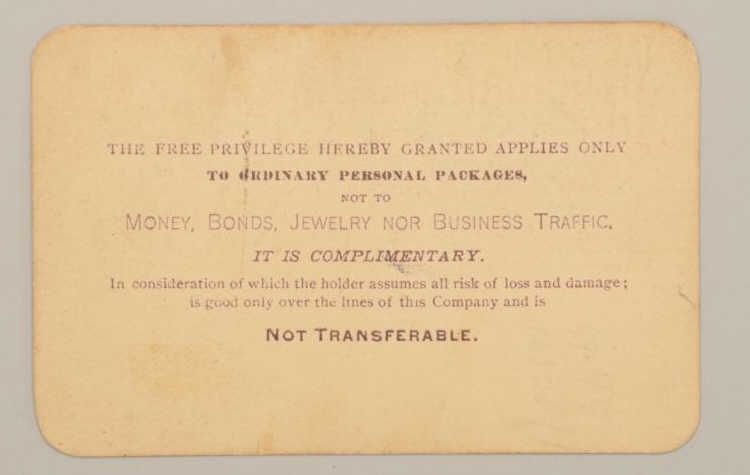 THE FREE PRIVILEGE HEREBY GRANTED APPLIES ONLY
TO ORDINARY PERSONAL PACKAGES,
NOT TO
MONEY, BONDS, JEWELRY NOR BUSINESS TRAFFIC.
IT IS COMPLIMENTARY.
In consideration of which the holder assumes all risk of loss and damage;
is good only over the lines of this Company and is
NOT TRANSFERABLE.